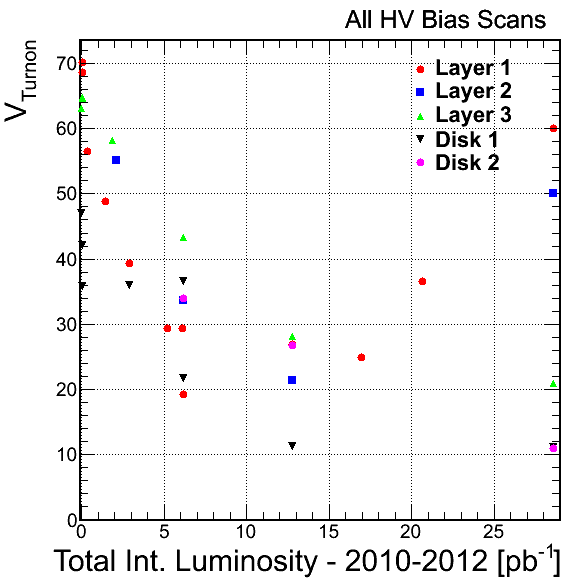 All HV Bias Scans
V_Turnon
70
60
50
40
30
20
10
0
Layer 1
Layer 2
Layer 3
Disk 1
Disk 2
0 5 10 15 20 25
Total Int. Luminosity - 2010-2012 [pb⁻¹]